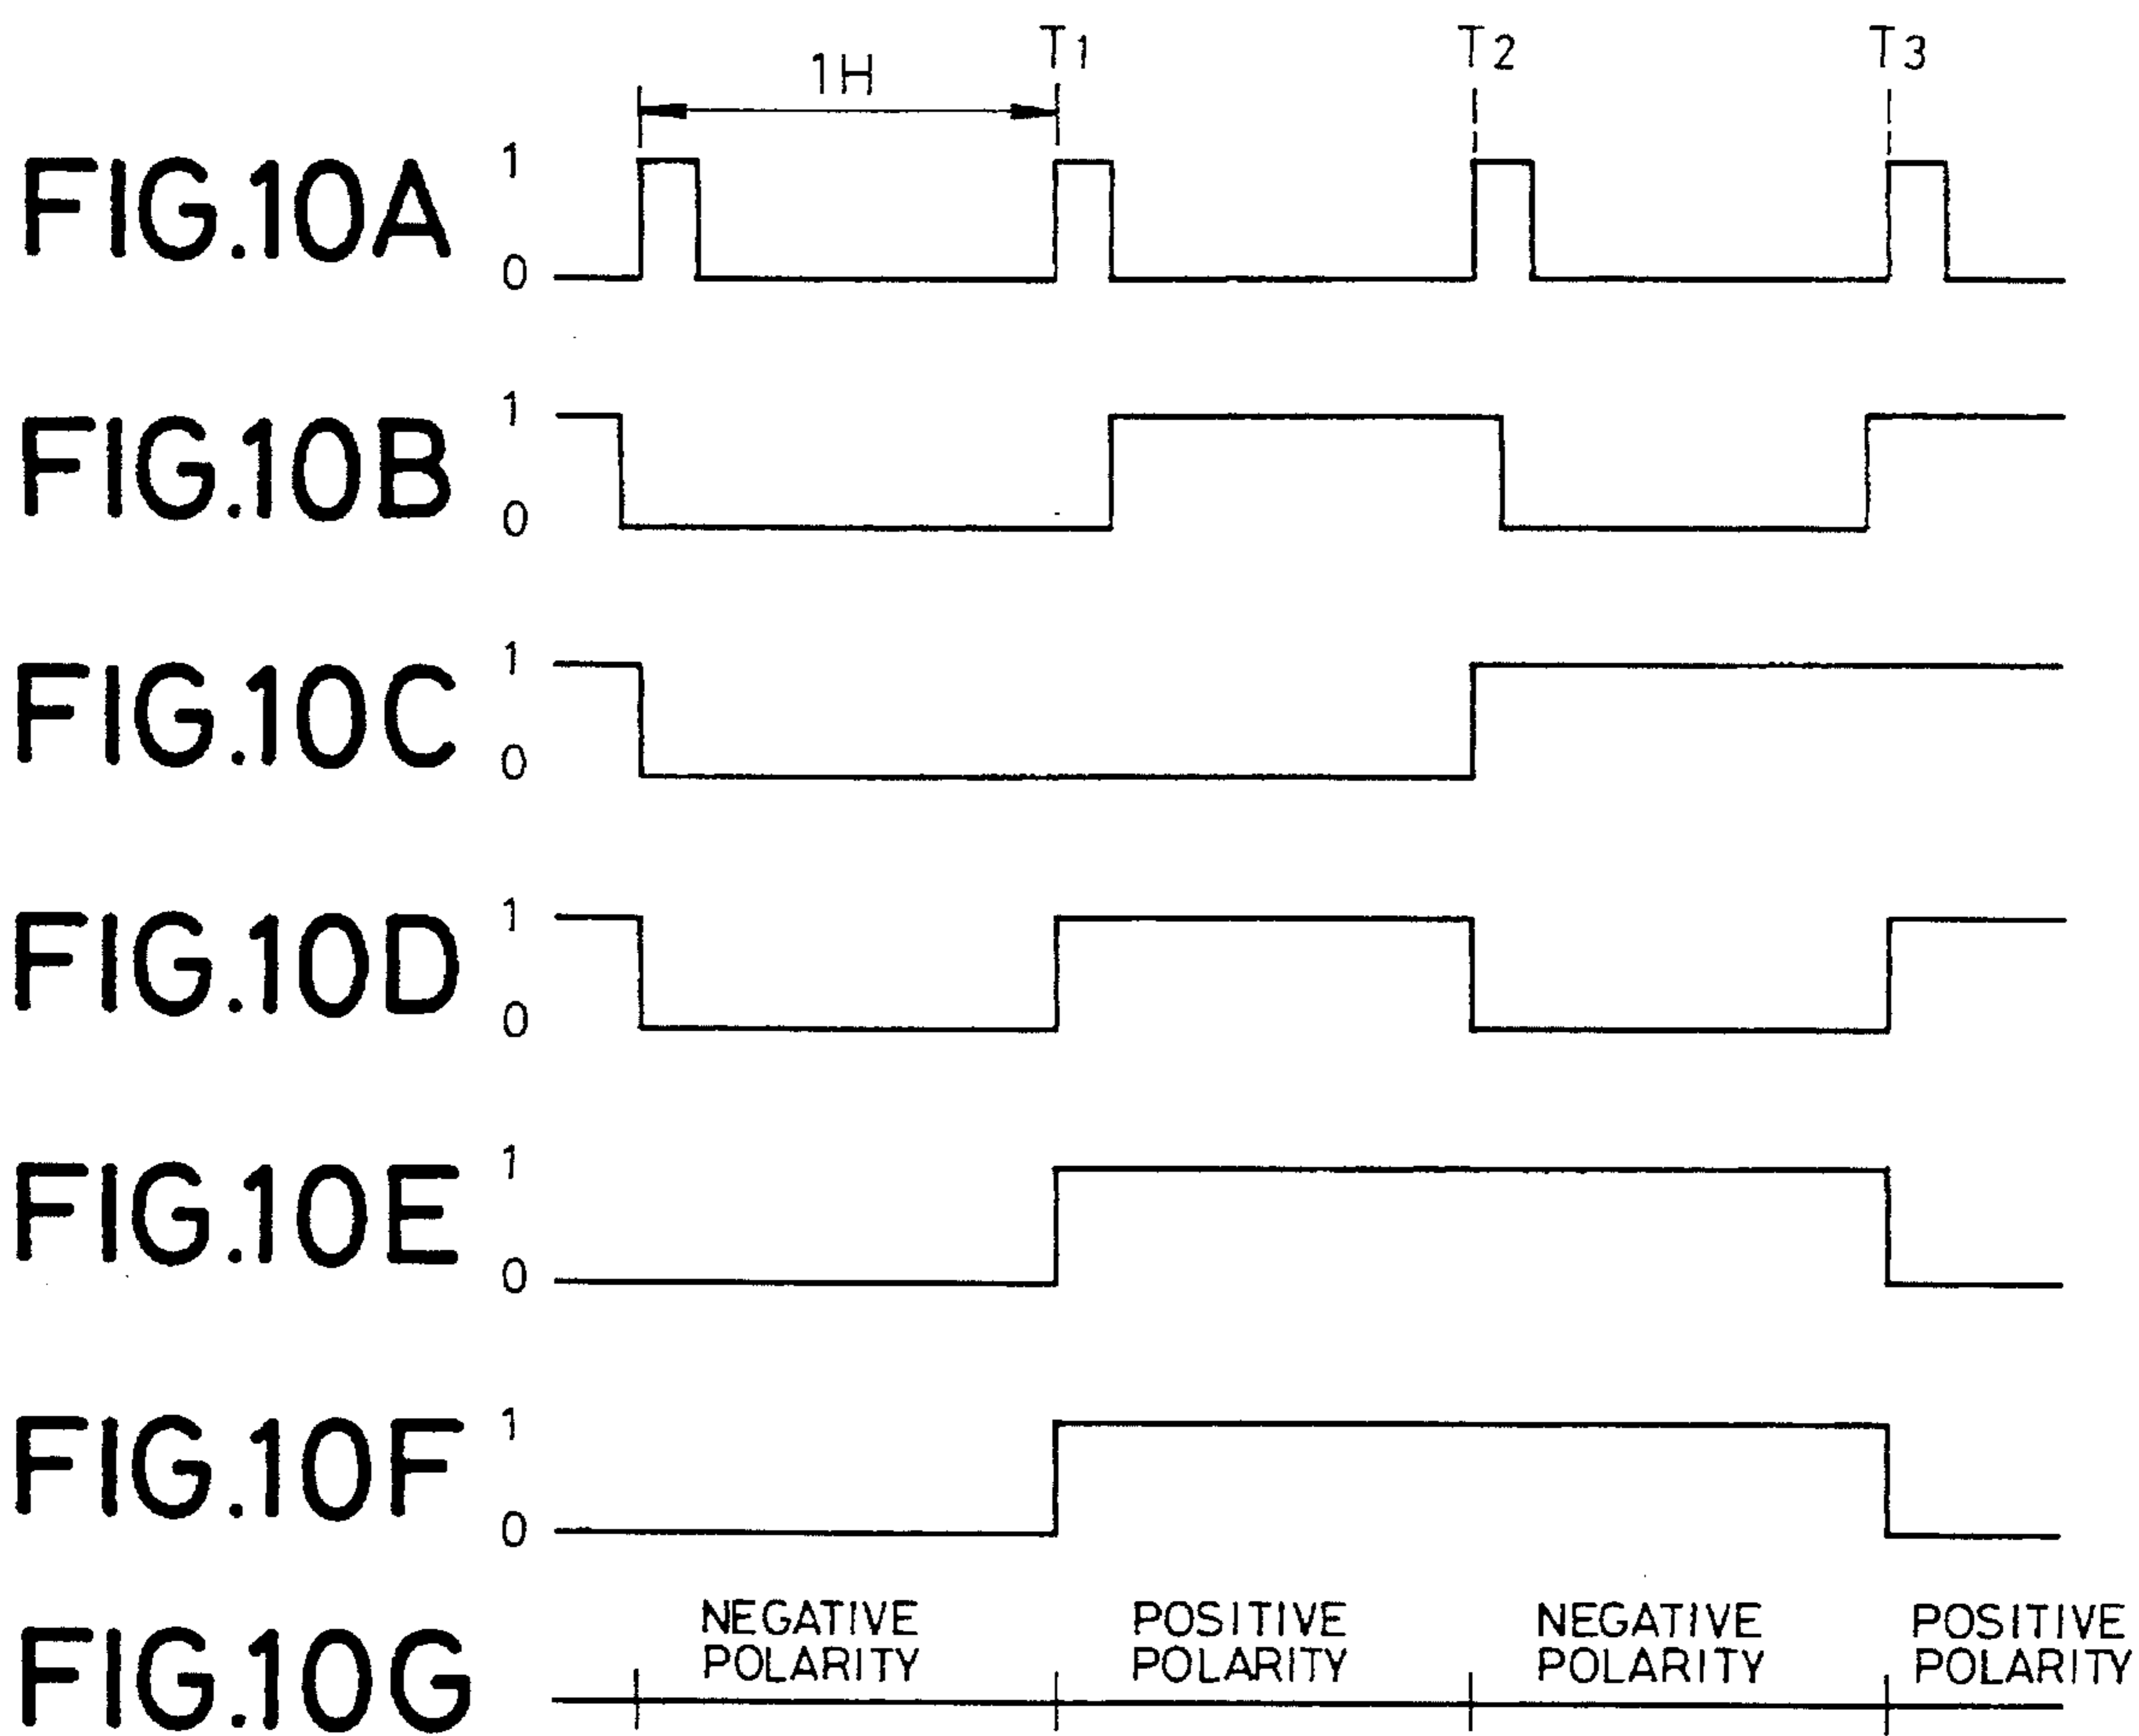 T1 T2 T3
1H
FIG.10A 1
0
FIG.10B 1
0
FIG.10C 1
0
FIG.10D 1
0
FIG.10E 1
0
FIG.10F 1
0
FIG.10G
NEGATIVE POLARITY
POSITIVE POLARITY
NEGATIVE POLARITY
POSITIVE POLARITY